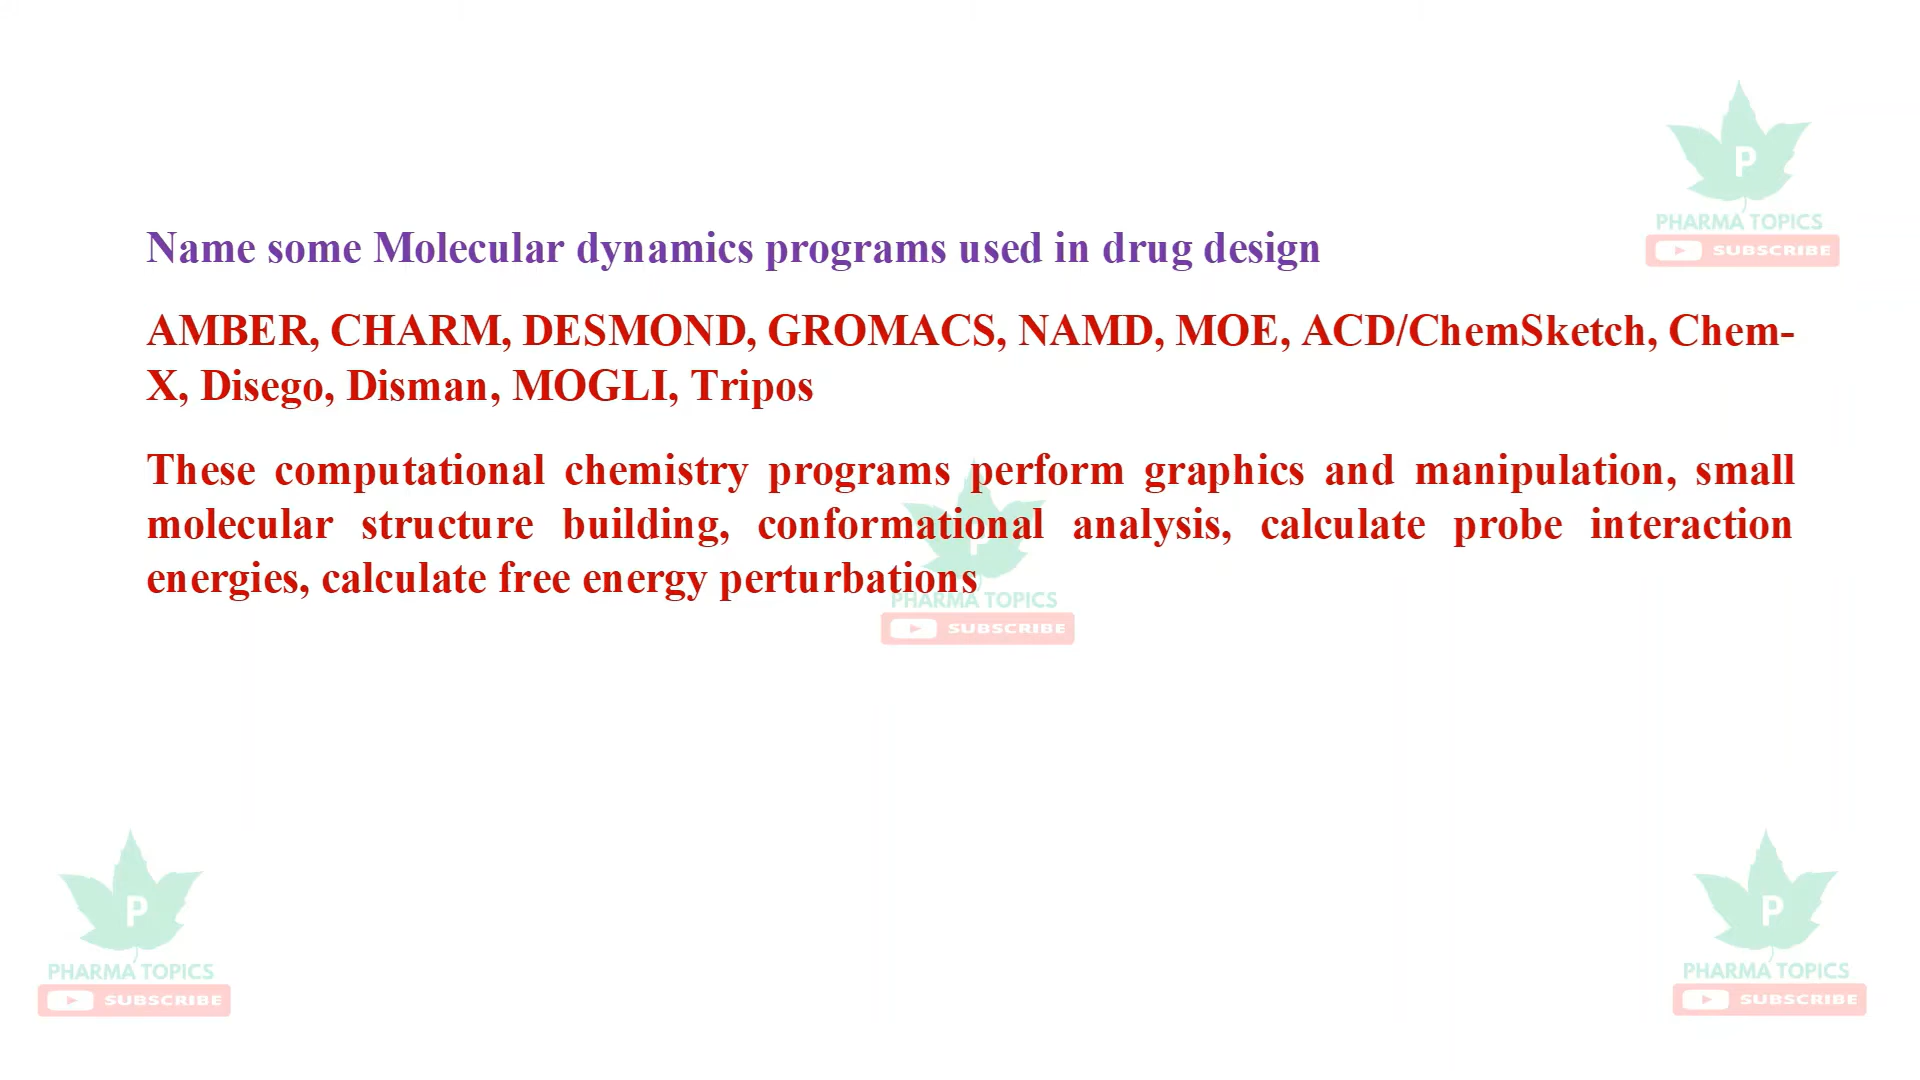 P
PHARMA TOPICS
SUBSCRIBE
Name some Molecular dynamics programs used in drug design
AMBER, CHARM, DESMOND, GROMACS, NAMD, MOE, ACD/ChemSketch, Chem-
X, Disego, Disman, MOGLI, Tripos
These computational chemistry programs perform graphics and manipulation, small
molecular structure building, conformational analysis, calculate probe interaction
energies, calculate free energy perturbations
P
PHARMA TOPICS
SUBSCRIBE
P
PHARMA TOPICS
SUBSCRIBE
P
PHARMA TOPICS
SUBSCRIBE